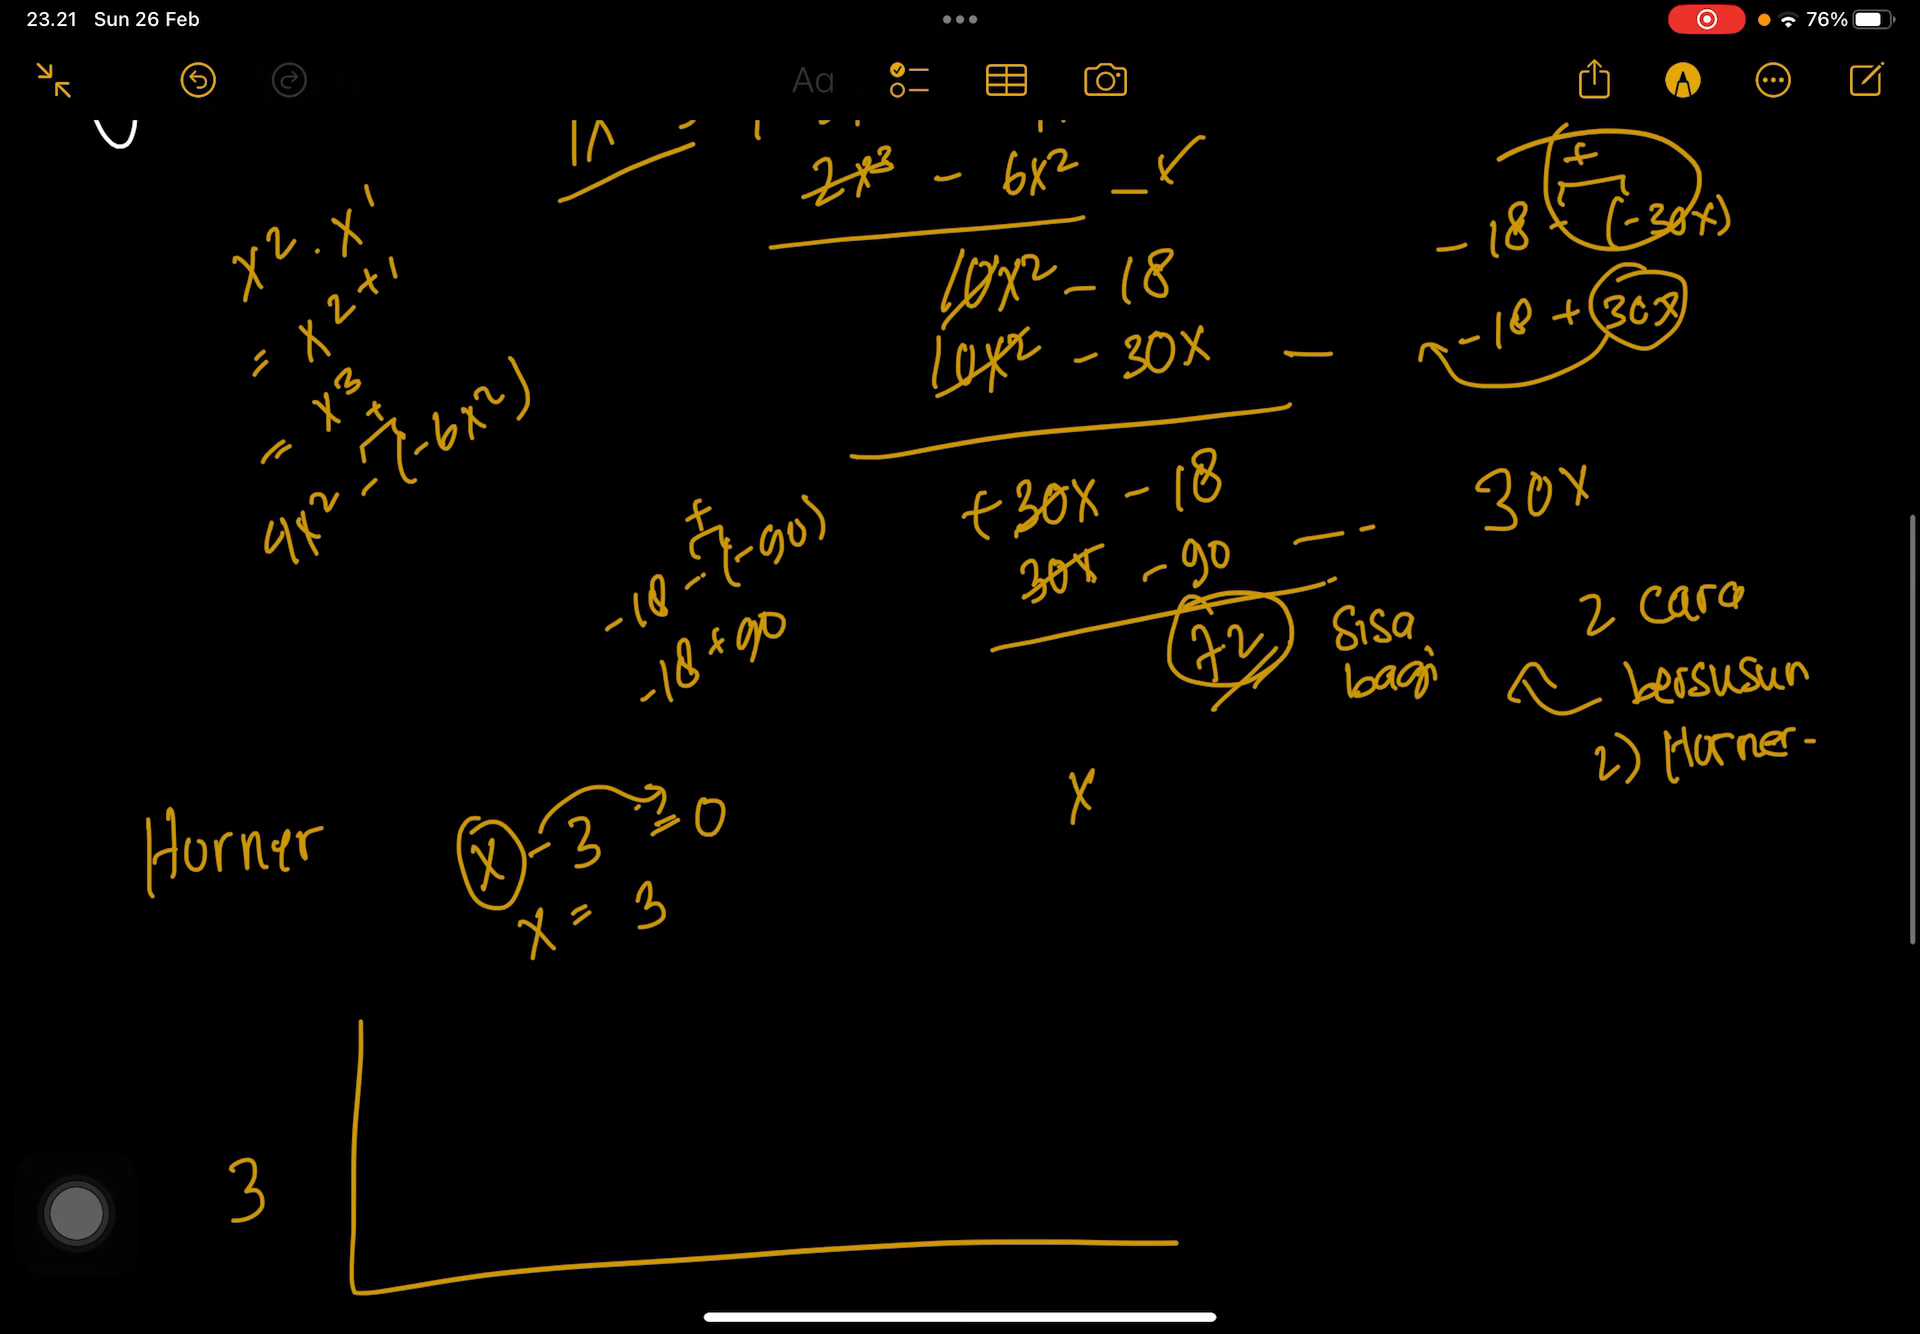 23.21 Sun 26 Feb
76%
Aa
2x³ - 6x² -
10x² - 18
10x² - 30x -
+30x - 18
30x - 90 -
72
sisa
bagi
x² . x¹
= x²⁺¹
= x³
+
4x² - (-6x²)
+
-18 - (-90)
-18 + 90
+
-18 - (-30x)
-18 + 30x
30x
2 cara
bersusun
2) Horner
Horner
x - 3 = 0
x = 3
x
3